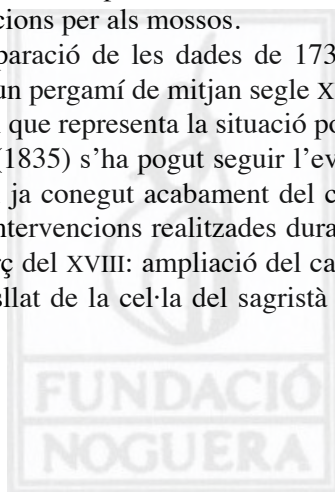 cions per als mossos.
paració de les dades de 173
un pergamí de mitjan segle X
que representa la situació po
(1835) s'ha pogut seguir l'ev
ja conegut acabament del c
ntervencions realitzades dura
ç del XVIII: ampliació del ca
sllat de la cel·la del sagristà
FUNDACIÓ
NOGUERA